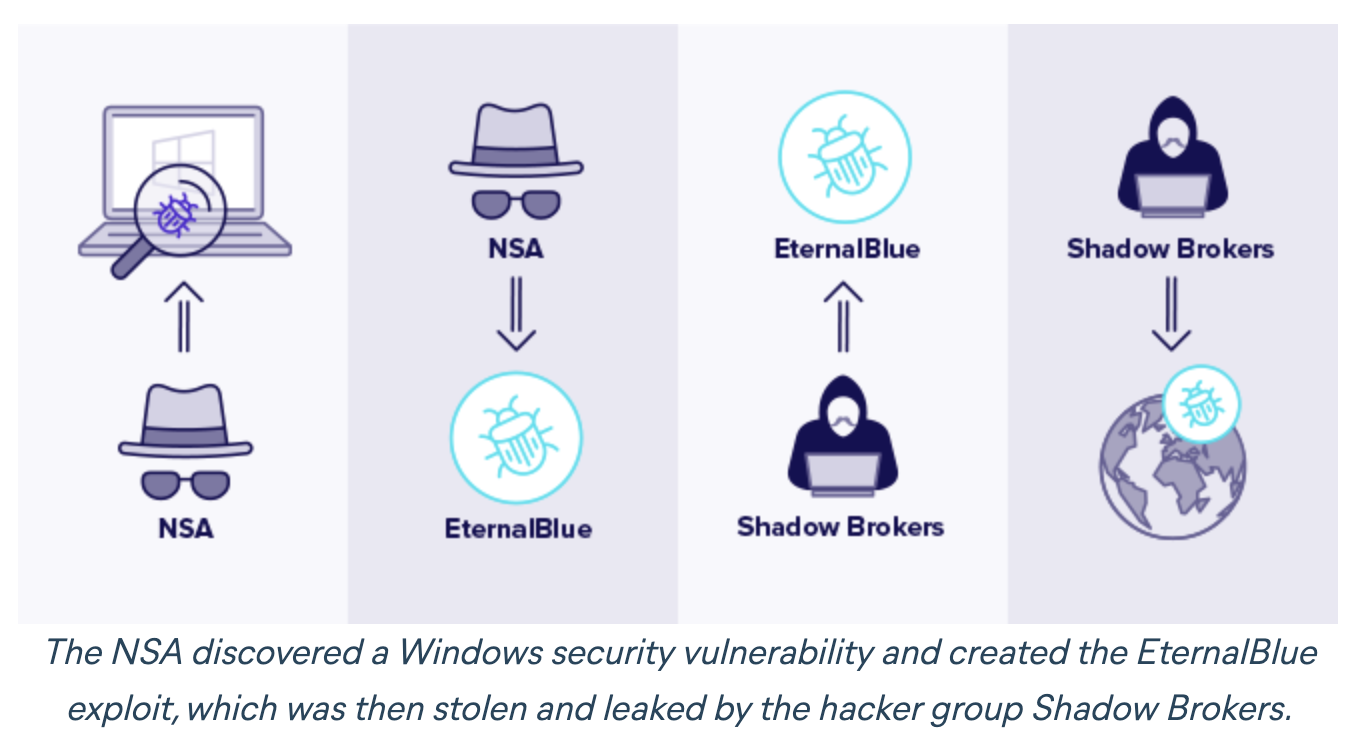 NSA
EternalBlue
Shadow Brokers
NSA
EternalBlue
Shadow Brokers
The NSA discovered a Windows security vulnerability and created the EternalBlue
exploit, which was then stolen and leaked by the hacker group Shadow Brokers.